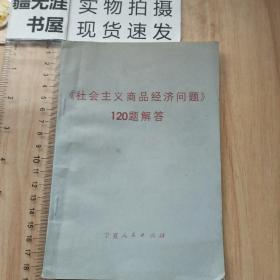 疆无涯
书屋
实物拍摄
现货速发
《社会主义商品经济问题》
120题解答
宁夏人民出版社